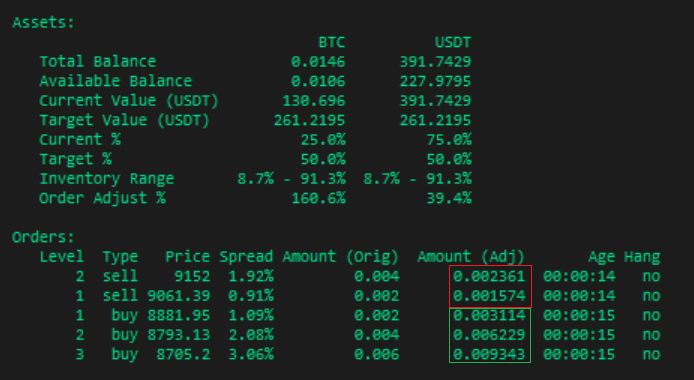 Assets:
BTC USDT
Total Balance 0.0146 391.7429
Available Balance 0.0106 227.9795
Current Value (USDT) 130.696 391.7429
Target Value (USDT) 261.2195 261.2195
Current % 25.0% 75.0%
Target % 50.0% 50.0%
Inventory Range 8.7% - 91.3% 8.7% - 91.3%
Order Adjust % 160.6% 39.4%
Orders:
Level Type Price Spread Amount (Orig) Amount (Adj) Age Hang
2 sell 9152 1.92% 0.004 0.002361 00:00:14 no
1 sell 9061.39 0.91% 0.002 0.001574 00:00:14 no
1 buy 8881.95 1.09% 0.002 0.003114 00:00:15 no
2 buy 8793.13 2.08% 0.004 0.006229 00:00:15 no
3 buy 8705.2 3.06% 0.006 0.009343 00:00:15 no